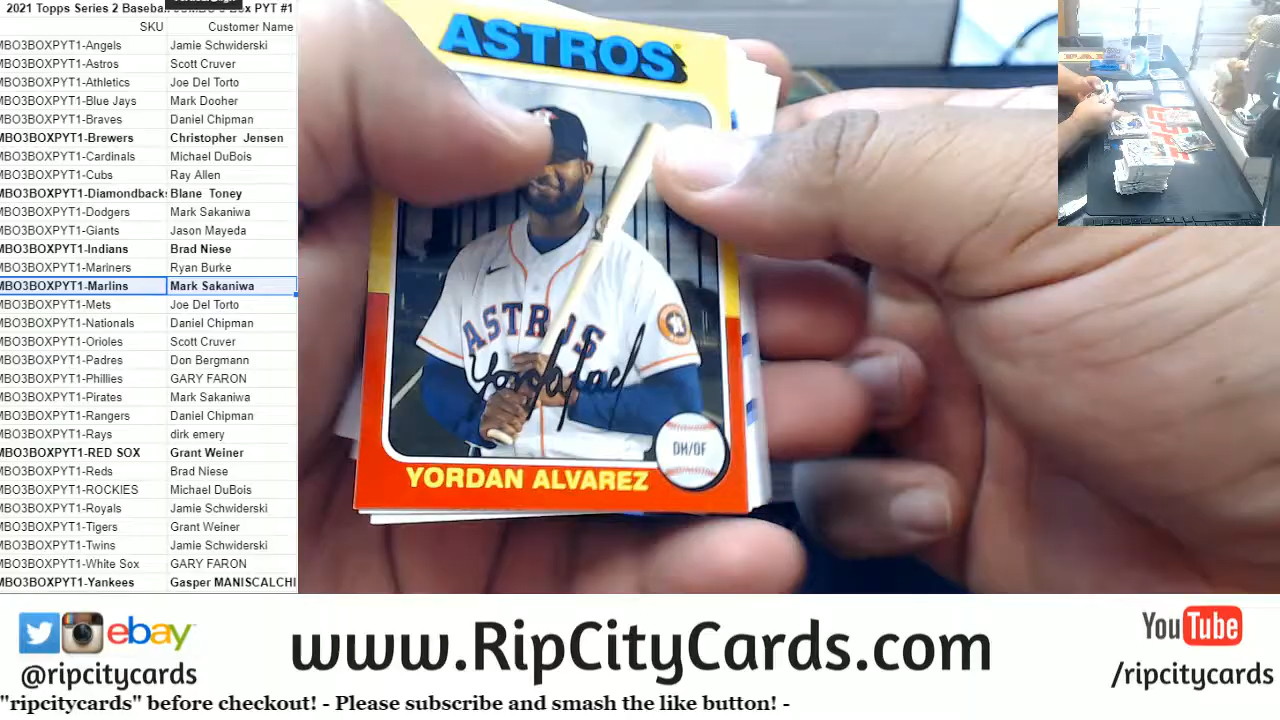 2021 Topps Series 2 Baseball Box PYT #1
SKU Customer Name
MBO3BOXPYT1-Angels Jamie Schwiderski
MBO3BOXPYT1-Astros Scott Cruver
MBO3BOXPYT1-Athletics Joe Del Torto
MBO3BOXPYT1-Blue Jays Mark Dooher
MBO3BOXPYT1-Braves Daniel Chipman
MBO3BOXPYT1-Brewers Christopher Jensen
MBO3BOXPYT1-Cardinals Michael DuBois
MBO3BOXPYT1-Cubs Ray Allen
MBO3BOXPYT1-Diamondbacks Blane Toney
MBO3BOXPYT1-Dodgers Mark Sakaniwa
MBO3BOXPYT1-Giants Jason Mayeda
MBO3BOXPYT1-Indians Brad Niese
MBO3BOXPYT1-Mariners Ryan Burke
MBO3BOXPYT1-Marlins Mark Sakaniwa
MBO3BOXPYT1-Mets Joe Del Torto
MBO3BOXPYT1-Nationals Daniel Chipman
MBO3BOXPYT1-Orioles Scott Cruver
MBO3BOXPYT1-Padres Don Bergmann
MBO3BOXPYT1-Phillies GARY FARON
MBO3BOXPYT1-Pirates Mark Sakaniwa
MBO3BOXPYT1-Rangers Daniel Chipman
MBO3BOXPYT1-Rays dirk emery
MBO3BOXPYT1-RED SOX Grant Weiner
MBO3BOXPYT1-Reds Brad Niese
MBO3BOXPYT1-ROCKIES Michael DuBois
MBO3BOXPYT1-Royals Jamie Schwiderski
MBO3BOXPYT1-Tigers Grant Weiner
MBO3BOXPYT1-Twins Jamie Schwiderski
MBO3BOXPYT1-White Sox GARY FARON
MBO3BOXPYT1-Yankees Gasper MANISCALCHI
ASTROS
ASTROS
DH/OF
YORDAN ALVAREZ
ebay
@ripcitycards
www.RipCityCards.com
YouTube
/ripcitycards
"ripcitycards" before checkout! - Please subscribe and smash the like button! -